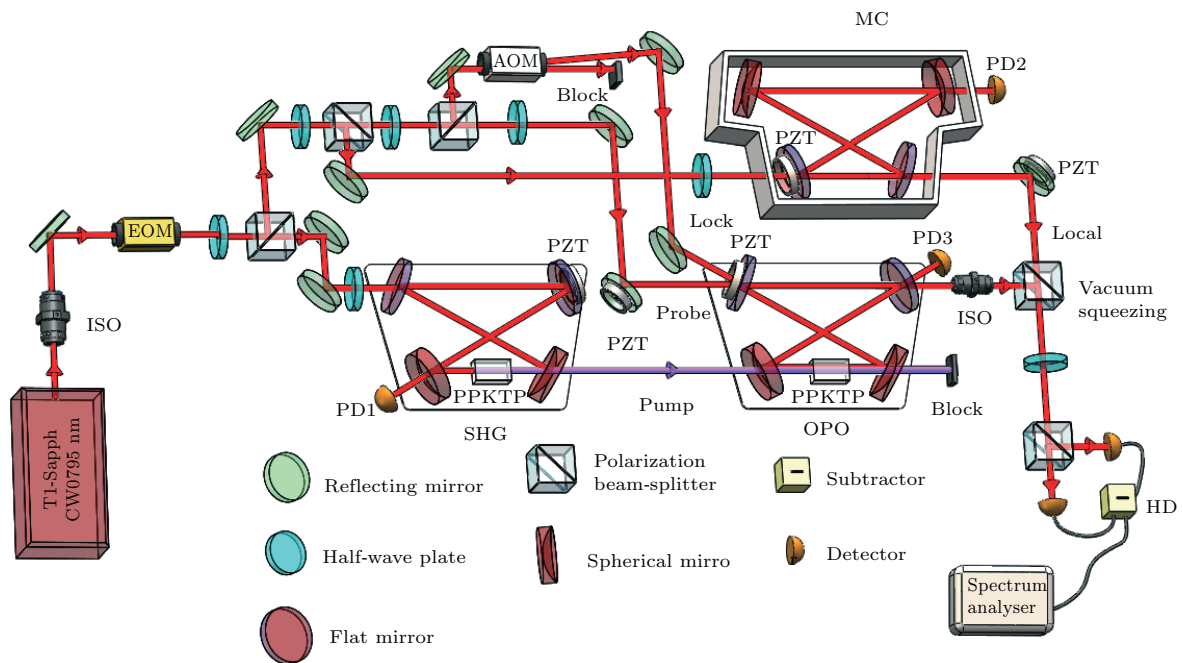 MC
AOM
PD2
Block
PZT
PZT
EOM
Lock
Local
PZT
PZT
PD3
ISO
Probe
ISO
Vacuum
squeezing
PZT
PD1
PPKTP
Pump
PPKTP
Block
SHG
OPO
T1-Sapph
CW0795 nm
Reflecting mirror
Polarization
beam-splitter
Subtractor
HD
Half-wave plate
Spherical mirro
Detector
Spectrum
analyser
Flat mirror